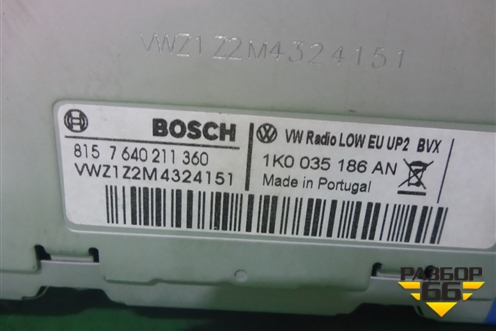 VWZ1Z2M4324151
BOSCH
VW Radio LOW EU UP2 BVX
815 7 640 211 360
1K0 035 186 AN
VWZ1Z2M4324151
Made in Portugal
РАЗБОР
66